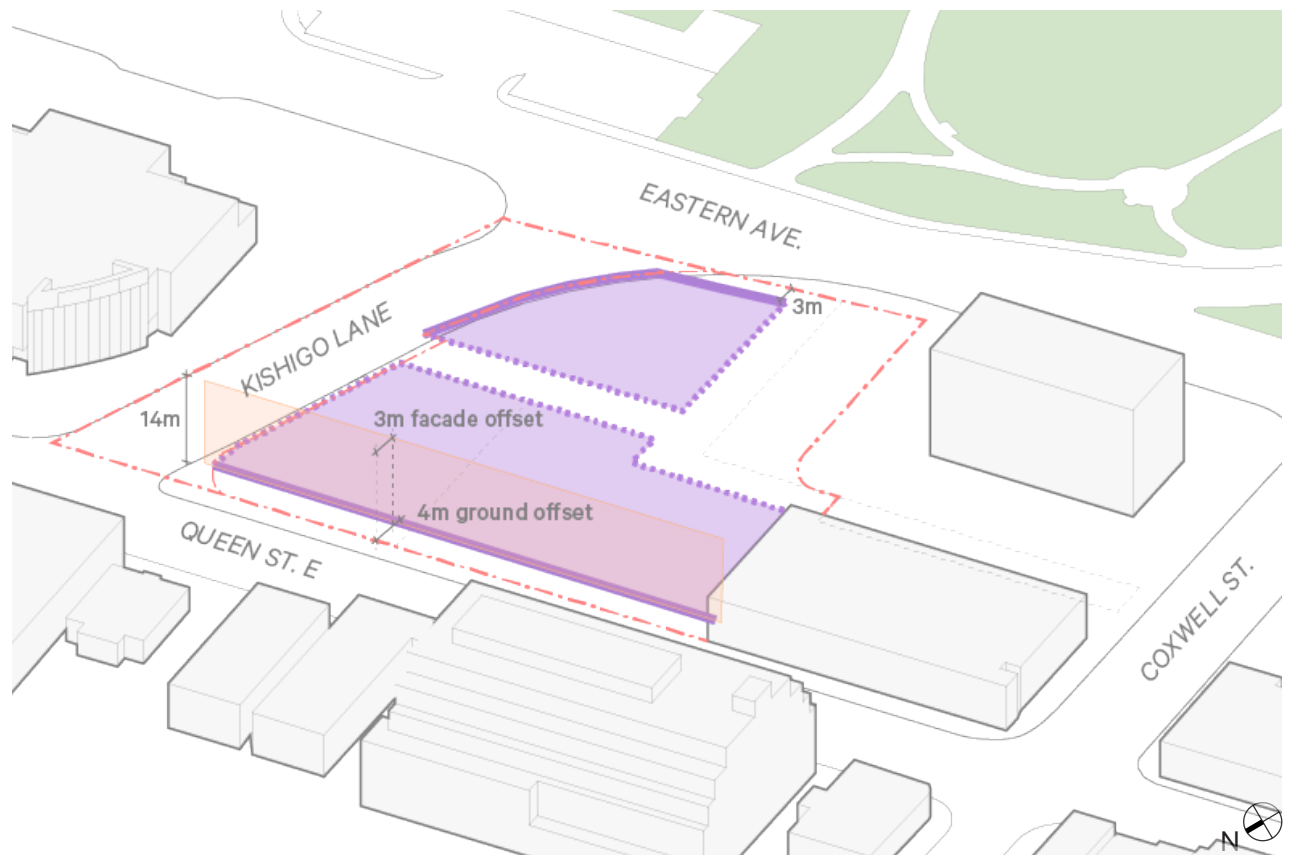 EASTERN AVE.
3m
KISHIGO LANE
14m
3m facade offset
4m ground offset
QUEEN ST. E
COXWELL ST.
N